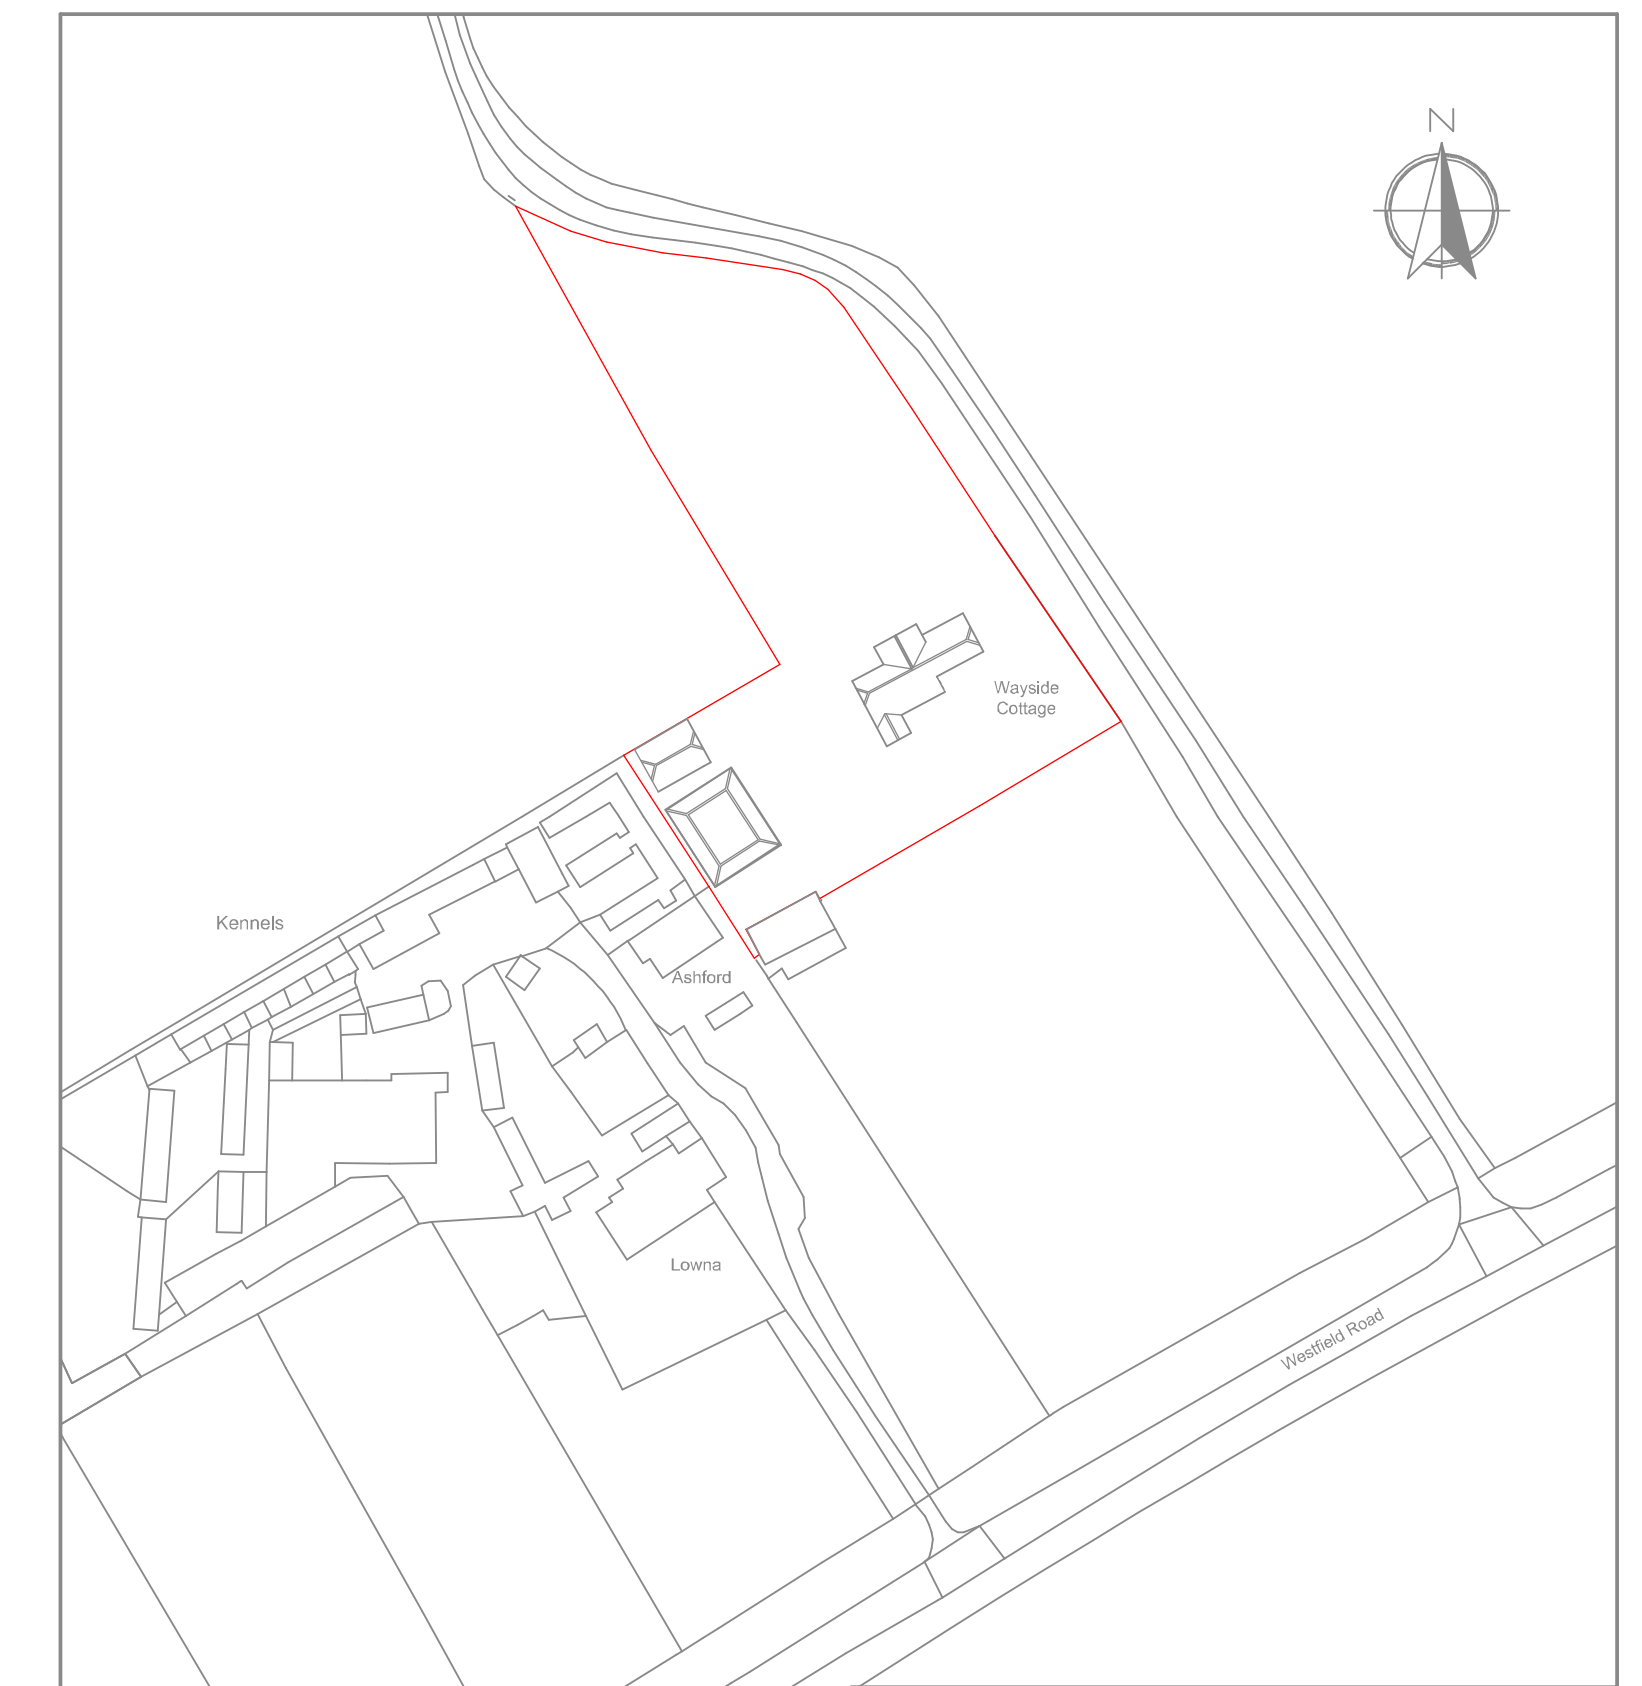 N
Wayside
Cottage
Kennels
Ashford
Lowna
Westfield Road